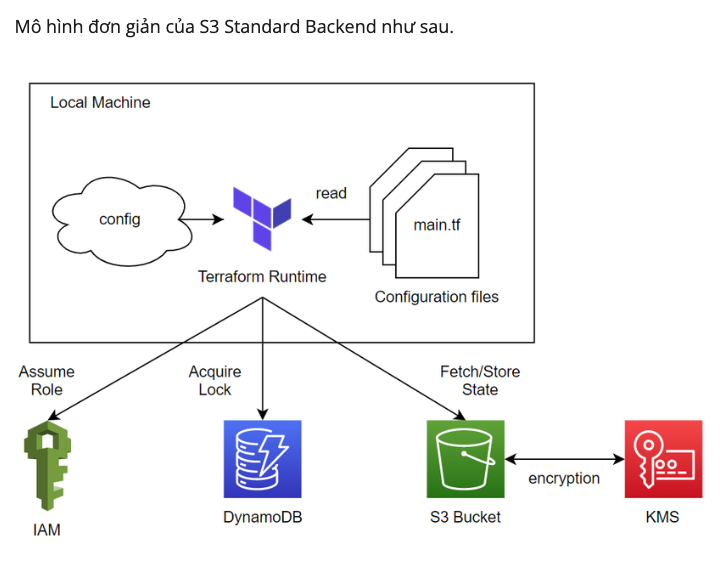 Mô hình đơn giản của S3 Standard Backend như sau.
Local Machine
config
read
main.tf
Terraform Runtime
Configuration files
Assume
Role
Acquire
Lock
Fetch/Store
State
encryption
IAM
DynamoDB
S3 Bucket
KMS